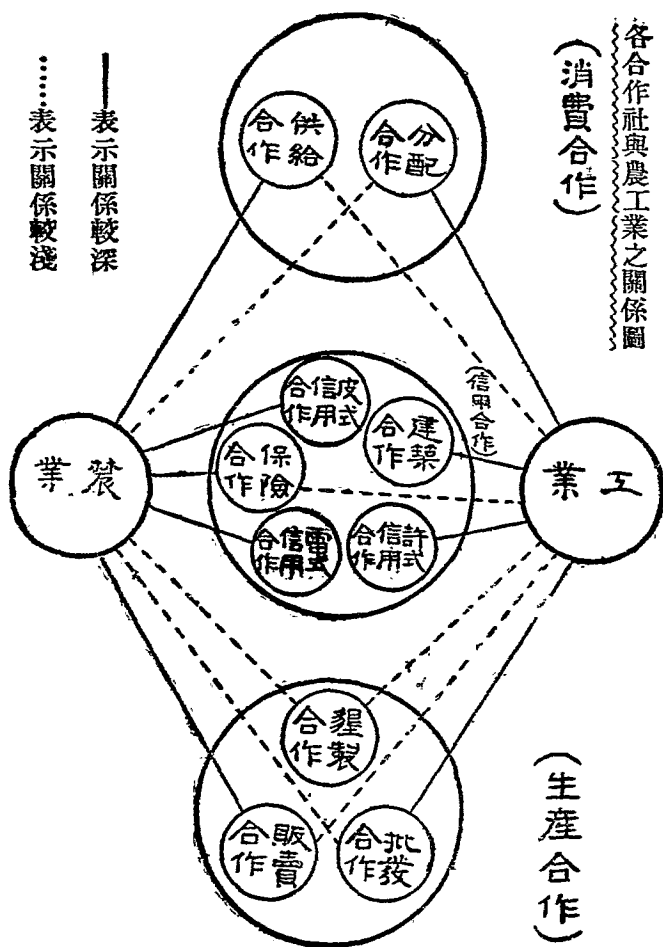 各合作社與農工業之關係圖
(消費合作)
供給合作
分配合作
——表示關係較深
……表示關係較淺
(信用合作)
皮式信用合作
建築合作
保險合作
雷式信用合作
許式信用合作
農業
工業
墾製合作
販賣合作
批發合作
(生產合作)